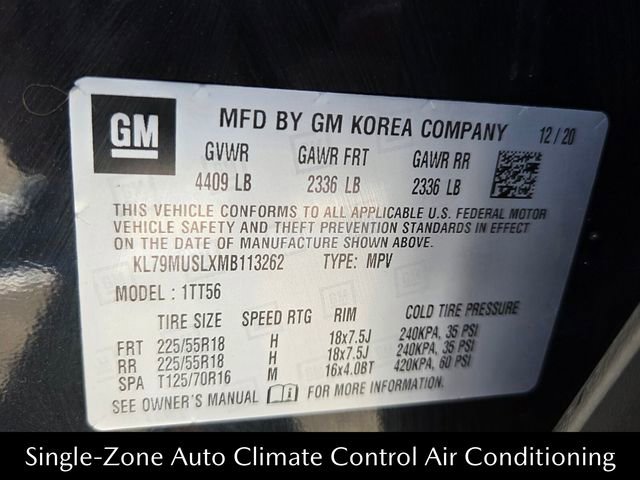 GM MFD BY GM KOREA COMPANY 12/20
GVWR GAWR FRT GAWR RR
4409 LB 2336 LB 2336 LB
THIS VEHICLE CONFORMS TO ALL APPLICABLE U.S. FEDERAL MOTOR
VEHICLE SAFETY AND THEFT PREVENTION STANDARDS IN EFFECT
ON THE DATE OF MANUFACTURE SHOWN ABOVE.
KL79MUSLXMB113262 TYPE: MPV
MODEL : 1TT56
TIRE SIZE SPEED RTG RIM COLD TIRE PRESSURE
FRT 225/55R18 H 18x7.5J 240KPA, 35 PSI
RR 225/55R18 H 18x7.5J 240KPA, 35 PSI
SPA T125/70R16 M 16x4.0BT 420KPA, 60 PSI
SEE OWNER'S MANUAL FOR MORE INFORMATION.
Single-Zone Auto Climate Control Air Conditioning